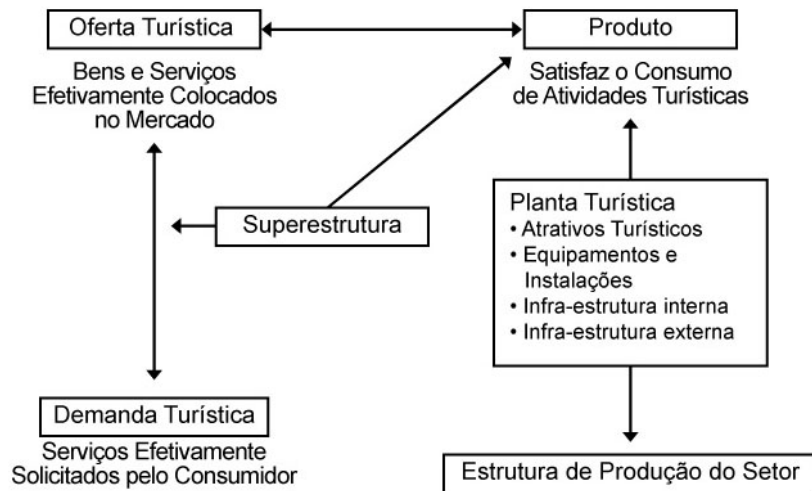 Oferta Turística
Produto
Bens e Serviços
Efetivamente Colocados
no Mercado
Satisfaz o Consumo
de Atividades Turísticas
Superestrutura
Planta Turística
• Atrativos Turísticos
• Equipamentos e
Instalações
• Infra-estrutura interna
• Infra-estrutura externa
Demanda Turística
Serviços Efetivamente
Solicitados pelo Consumidor
Estrutura de Produção do Setor